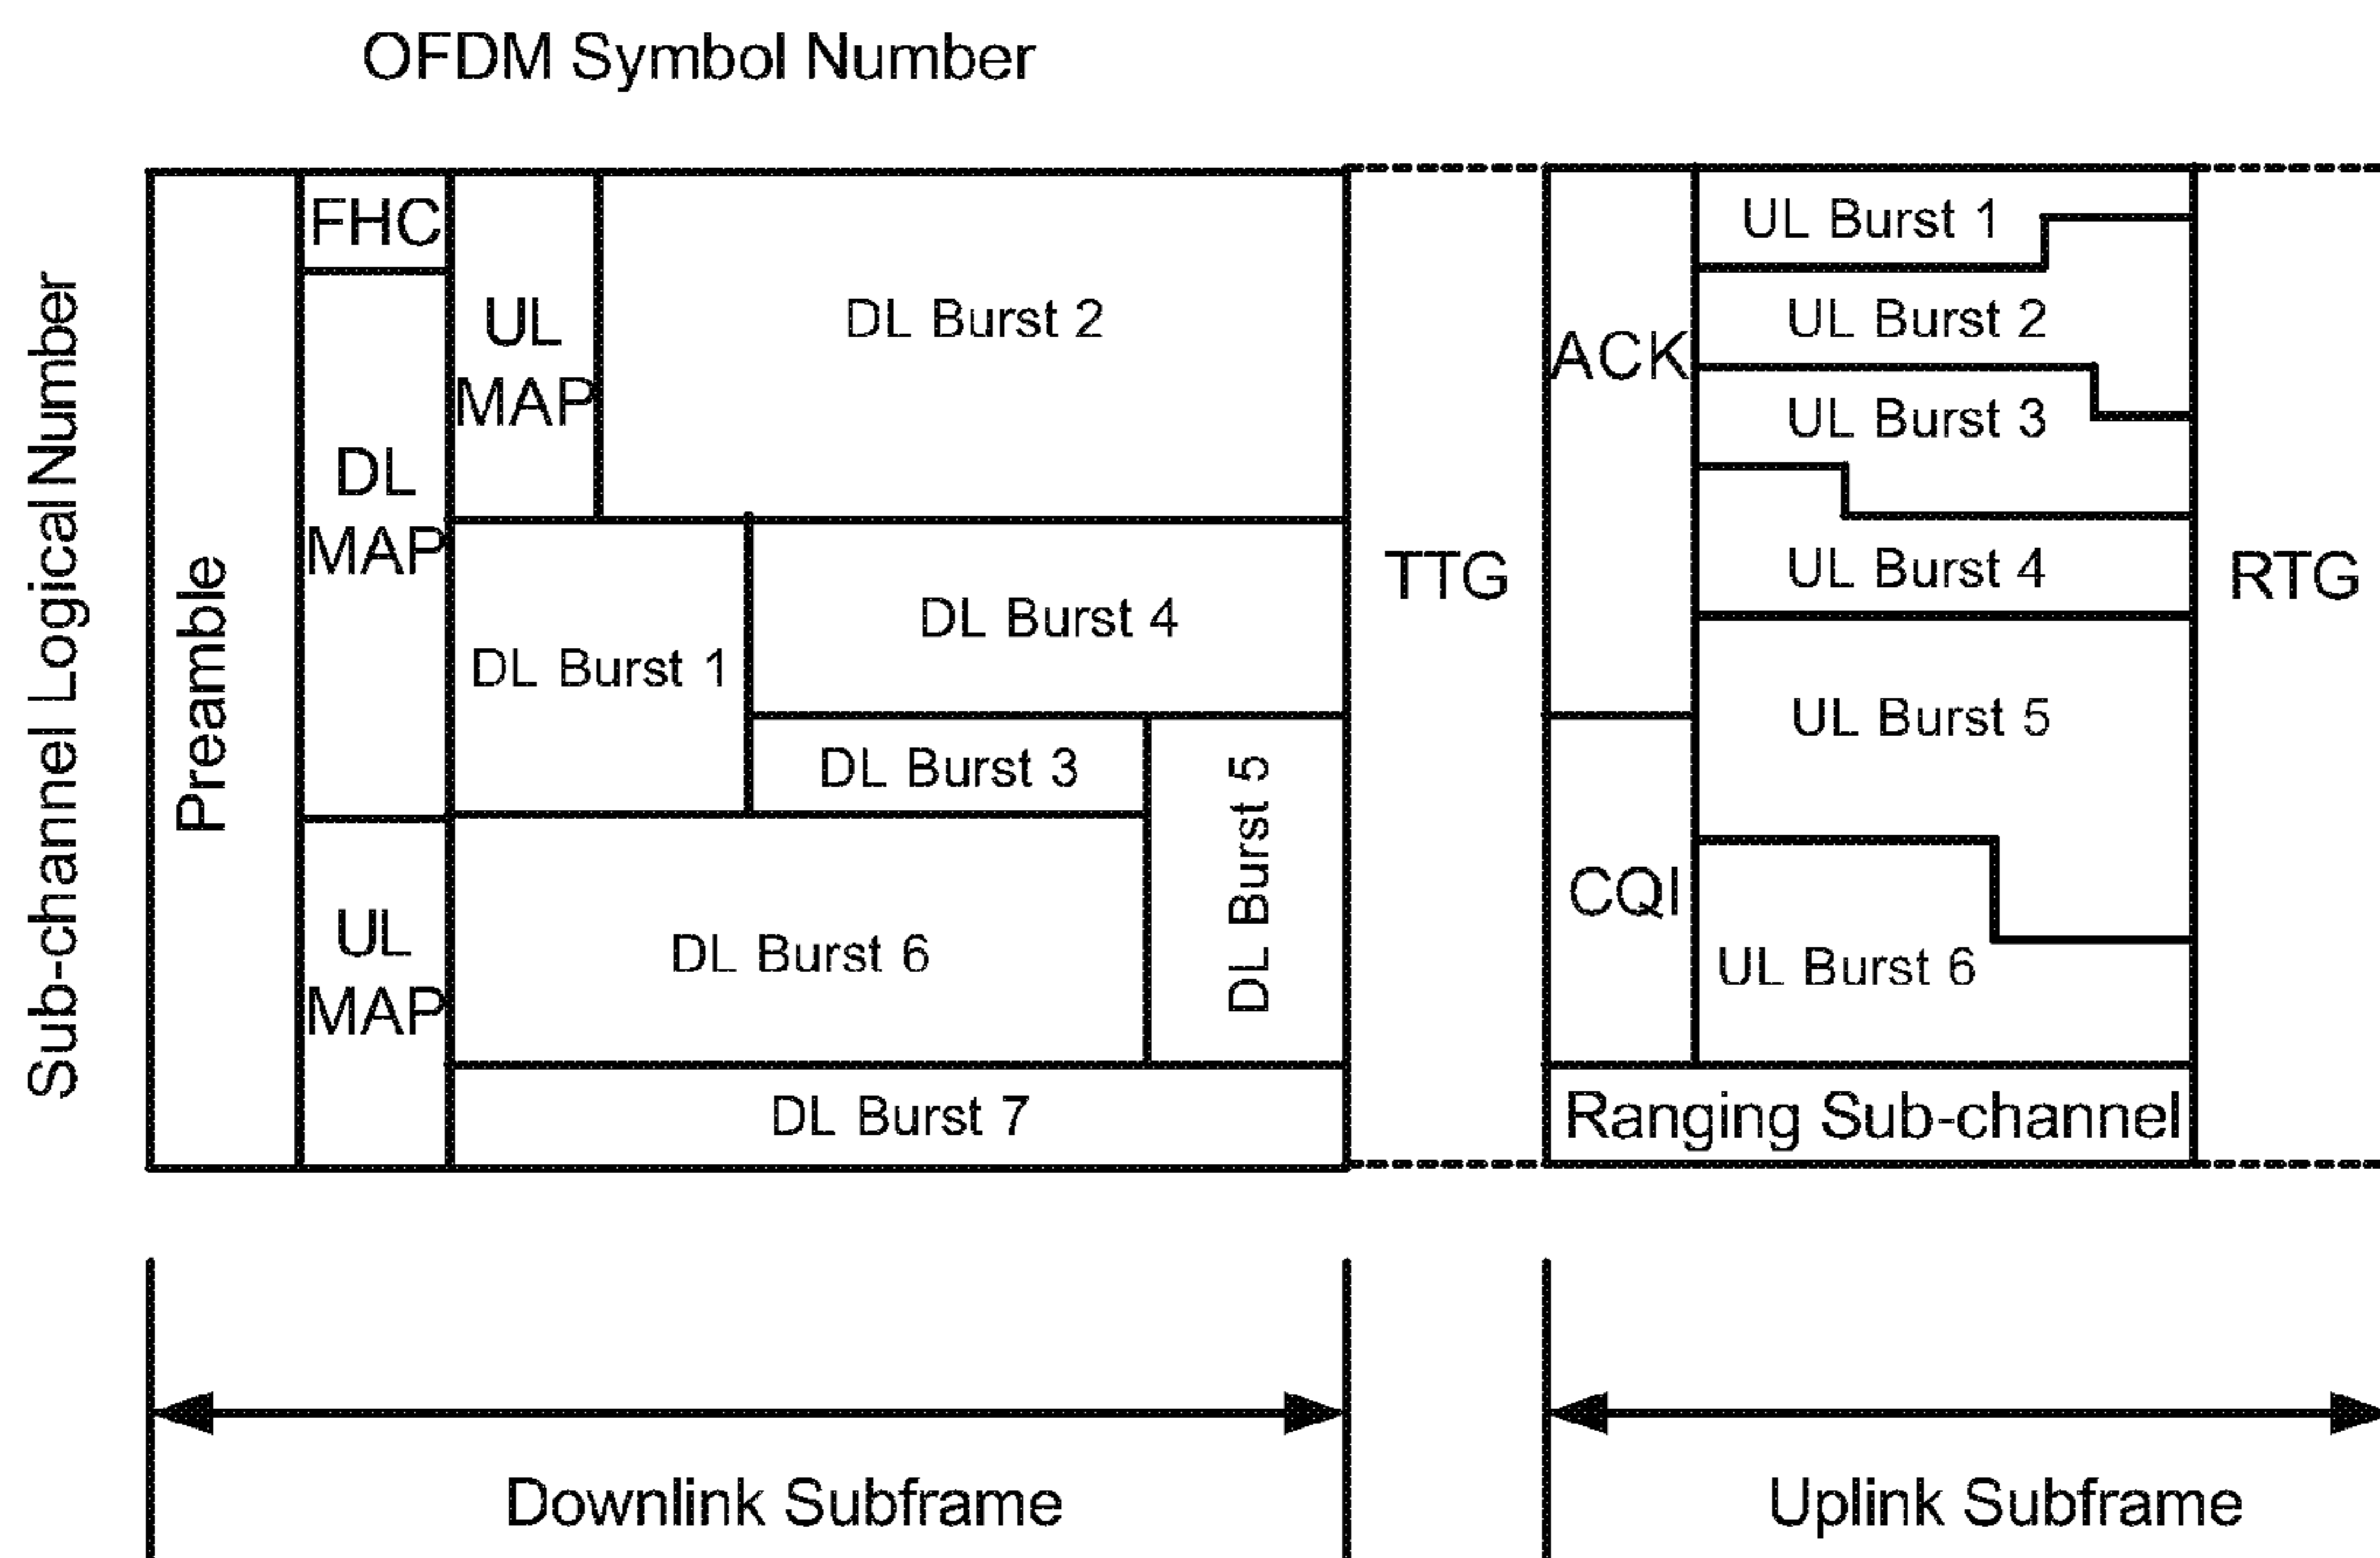 OFDM Symbol Number
Sub-channel Logical Number
Preamble
FHC
DL
MAP
UL
MAP
UL
MAP
DL Burst 2
DL Burst 1
DL Burst 4
DL Burst 3
DL Burst 5
DL Burst 6
DL Burst 7
TTG
ACK
CQI
UL Burst 1
UL Burst 2
UL Burst 3
UL Burst 4
UL Burst 5
UL Burst 6
Ranging Sub-channel
RTG
Downlink Subframe
Uplink Subframe